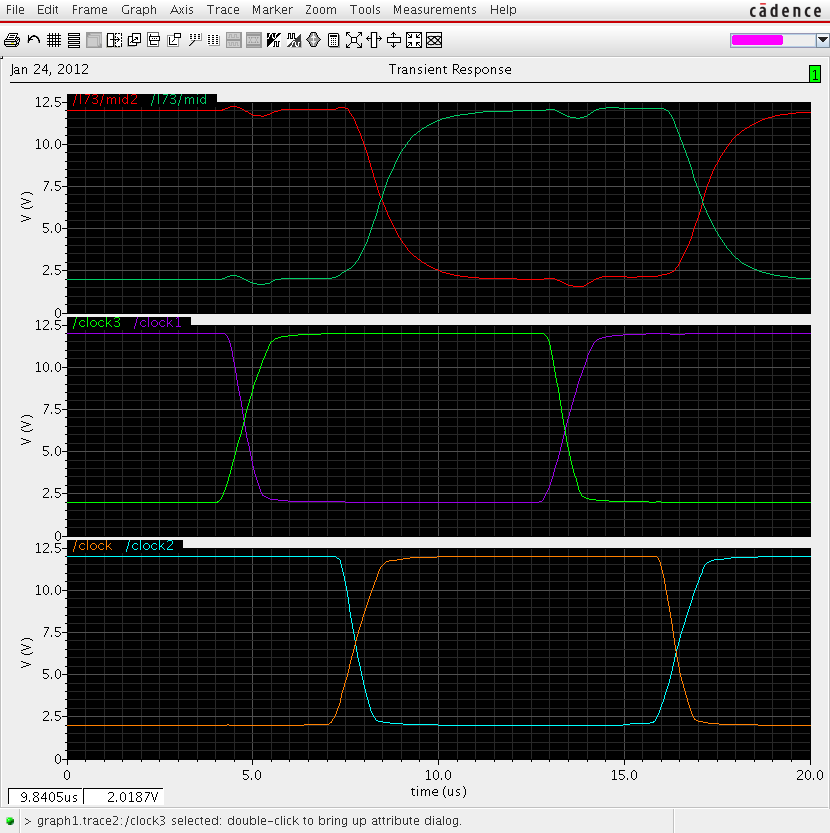 File Edit Frame Graph Axis Trace Marker Zoom Tools Measurements Help cādence
Jan 24, 2012 Transient Response 1
/I73/mid2 /I73/mid
12.5
10.0
7.5
V (V)
5.0
2.5
0
/clock3 /clock1
12.5
10.0
7.5
V (V)
5.0
2.5
0
/clock /clock2
12.5
10.0
7.5
V (V)
5.0
2.5
0
0 5.0 10.0 15.0 20.0
time (us)
9.8405us 2.0187V
> graph1.trace2:/clock3 selected: double-click to bring up attribute dialog.